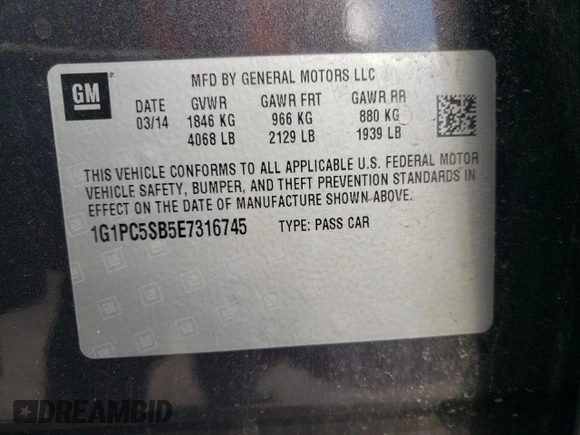 GM
MFD BY GENERAL MOTORS LLC
DATE GVWR GAWR FRT GAWR RR
03/14 1846 KG 966 KG 880 KG
4068 LB 2129 LB 1939 LB
THIS VEHICLE CONFORMS TO ALL APPLICABLE U.S. FEDERAL MOTOR
VEHICLE SAFETY, BUMPER, AND THEFT PREVENTION STANDARDS IN
EFFECT ON THE DATE OF MANUFACTURE SHOWN ABOVE.
1G1PC5SB5E7316745 TYPE: PASS CAR
DREAMBID